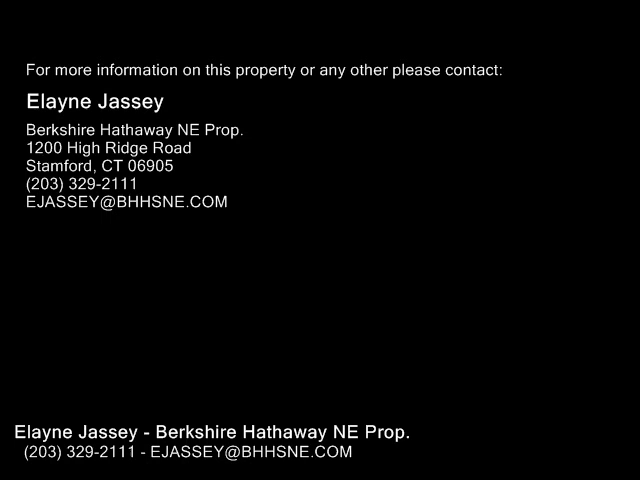 For more information on this property or any other please contact:
Elayne Jassey
Berkshire Hathaway NE Prop.
1200 High Ridge Road
Stamford, CT 06905
(203) 329-2111
EJASSEY@BHHSNE.COM
Elayne Jassey - Berkshire Hathaway NE Prop.
(203) 329-2111 - EJASSEY@BHHSNE.COM